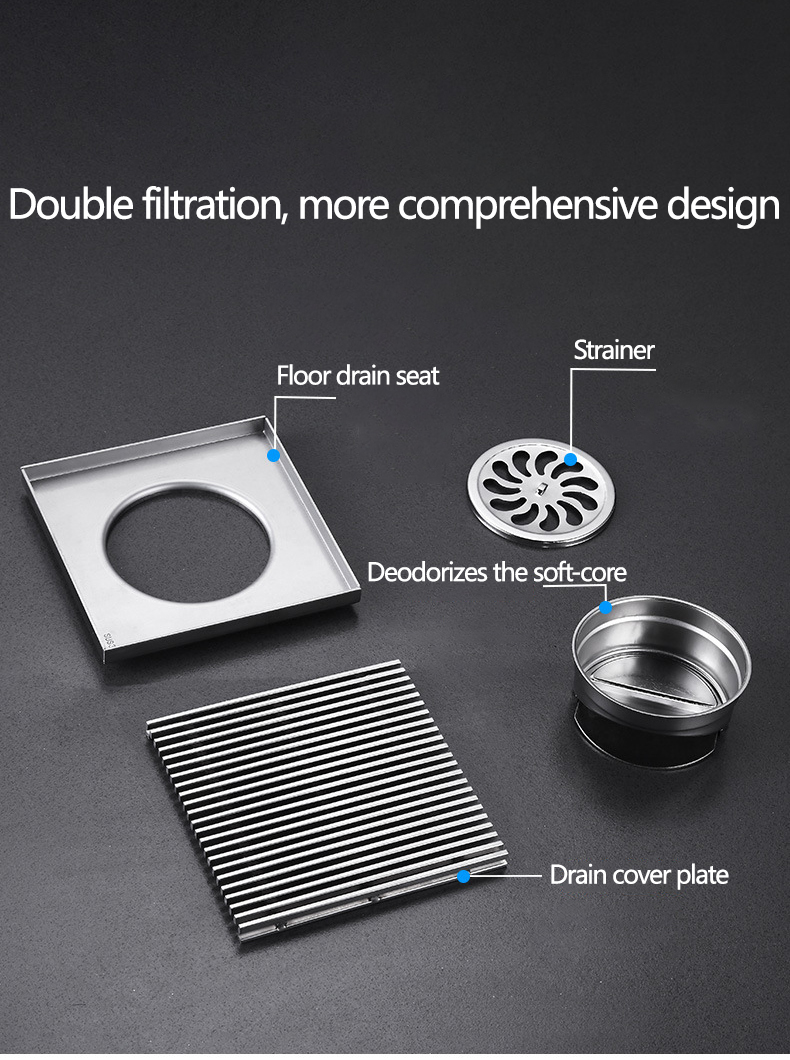 Double filtration, more comprehensive design
Strainer
Floor drain seat
Deodorizes the soft-core
Drain cover plate